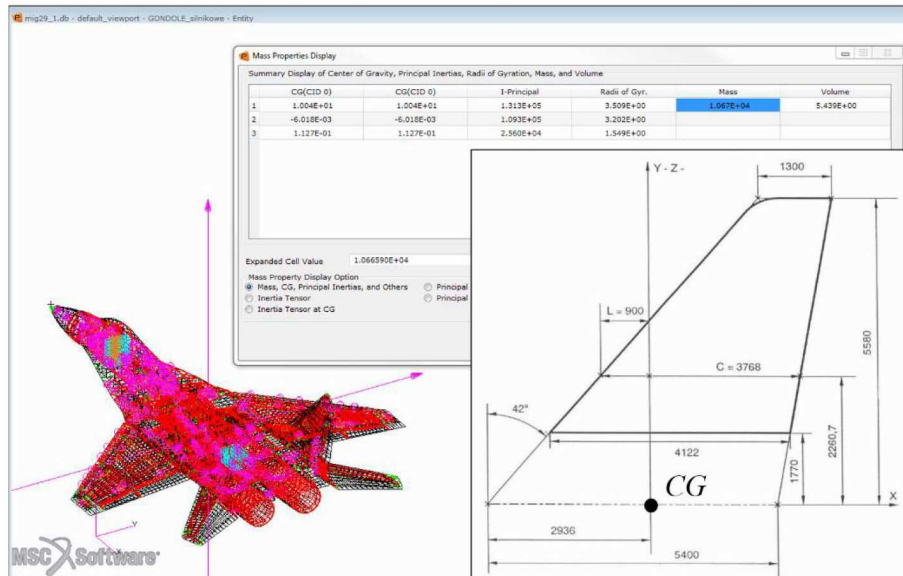 mig29_1.db - default_viewport - GONDOLE_silnikowe - Entity
Mass Properties Display
Summary Display of Center of Gravity, Principal Inertias, Radii of Gyration, Mass, and Volume
CG(CID 0) CG(CID 0) I-Principal Radii of Gyr. Mass Volume
1 1.004E+01 1.004E+01 1.313E+05 3.509E+00 1.067E+04 5.439E+00
2 -6.018E-03 -6.018E-03 1.093E+05 3.202E+00
3 1.127E-01 1.127E-01 2.560E+04 1.549E+00
Expanded Cell Value 1.066590E+04
Mass Property Display Option
Mass, CG, Principal Inertias, and Others Principal
Inertia Tensor Principal
Inertia Tensor at CG
Y - Z -
1300
L = 900
5580
C = 3768
42°
2260,7
4122
1770
CG
X
2936
5400
Y
X
MSC Software